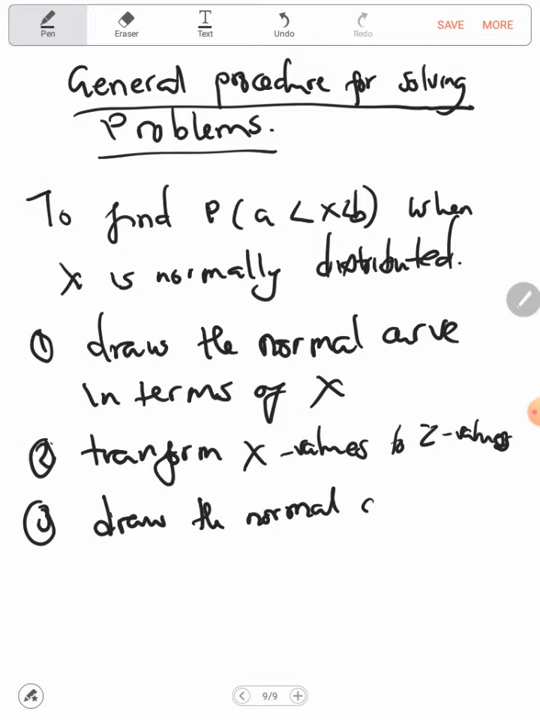 Pen Eraser Text Undo Redo SAVE MORE
General procedure for solving
Problems.
To find P(a < X < b) when
X is normally distributed.
① draw the normal curve
in terms of X
② transform X-values to Z-values
③ draw the normal c
9/9